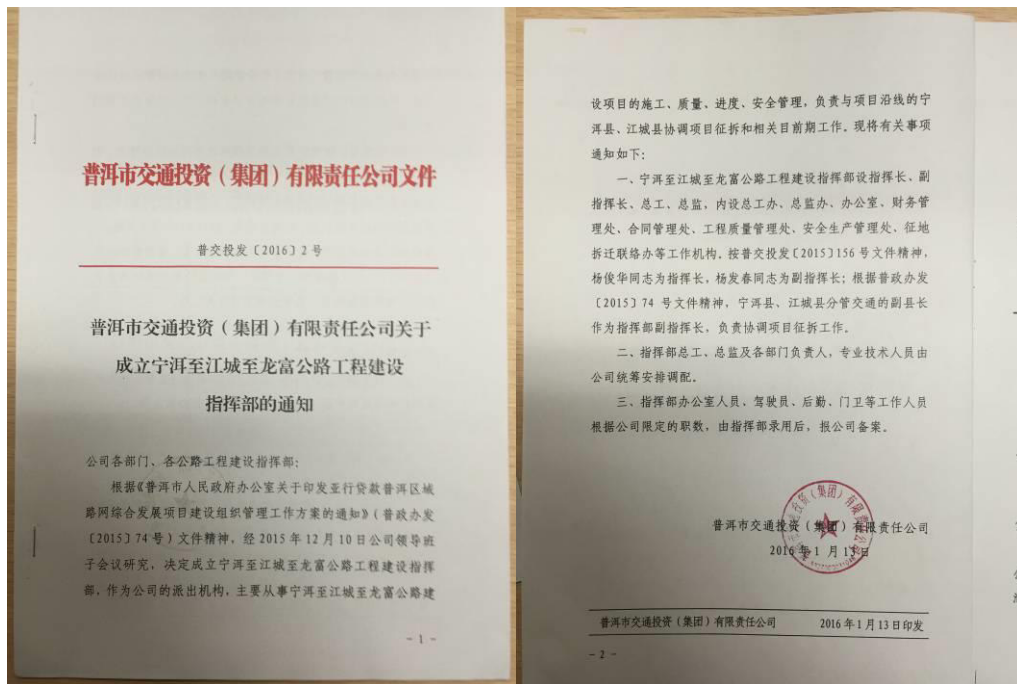 普洱市交通投资（集团）有限责任公司文件
普交投发〔2016〕2号
普洱市交通投资（集团）有限责任公司关于
成立宁洱至江城至龙富公路工程建设
指挥部的通知
公司各部门、各公路工程建设指挥部：
根据《普洱市人民政府办公室关于印发亚行贷款普洱区域
路网综合发展项目建设组织管理工作方案的通知》（普政办发
〔2015〕74号）文件精神，经2015年12月10日公司领导班
子会议研究，决定成立宁洱至江城至龙富公路工程建设指挥
部，作为公司的派出机构，主要从事宁洱至江城至龙富公路建
- 1 -
设项目的施工、质量、进度、安全管理，负责与项目沿线的宁
洱县、江城县协调项目征拆和相关目前期工作。现将有关事项
通知如下：
一、宁洱至江城至龙富公路工程建设指挥部设指挥长、副
指挥长、总工、总监，内设总工办、总监办、办公室、财务管
理处、合同管理处、工程质量管理处、安全生产管理处、征地
拆迁联络办等工作机构。按普交投发〔2015〕156号文件精神，
杨俊华同志为指挥长，杨发春同志为副指挥长；根据普政办发
〔2015〕74 号文件精神，宁洱县、江城县分管交通的副县长
作为指挥部副指挥长，负责协调项目征拆工作。
二、指挥部总工、总监及各部门负责人，专业技术人员由
公司统筹安排调配。
三、指挥部办公室人员、驾驶员、后勤、门卫等工作人员
根据公司限定的职数，由指挥部录用后，报公司备案。
普洱市交通投资（集团）有限责任公司
2016年1月13日
普洱市交通投资（集团）有限责任公司 2016年1月13日印发
- 2 -